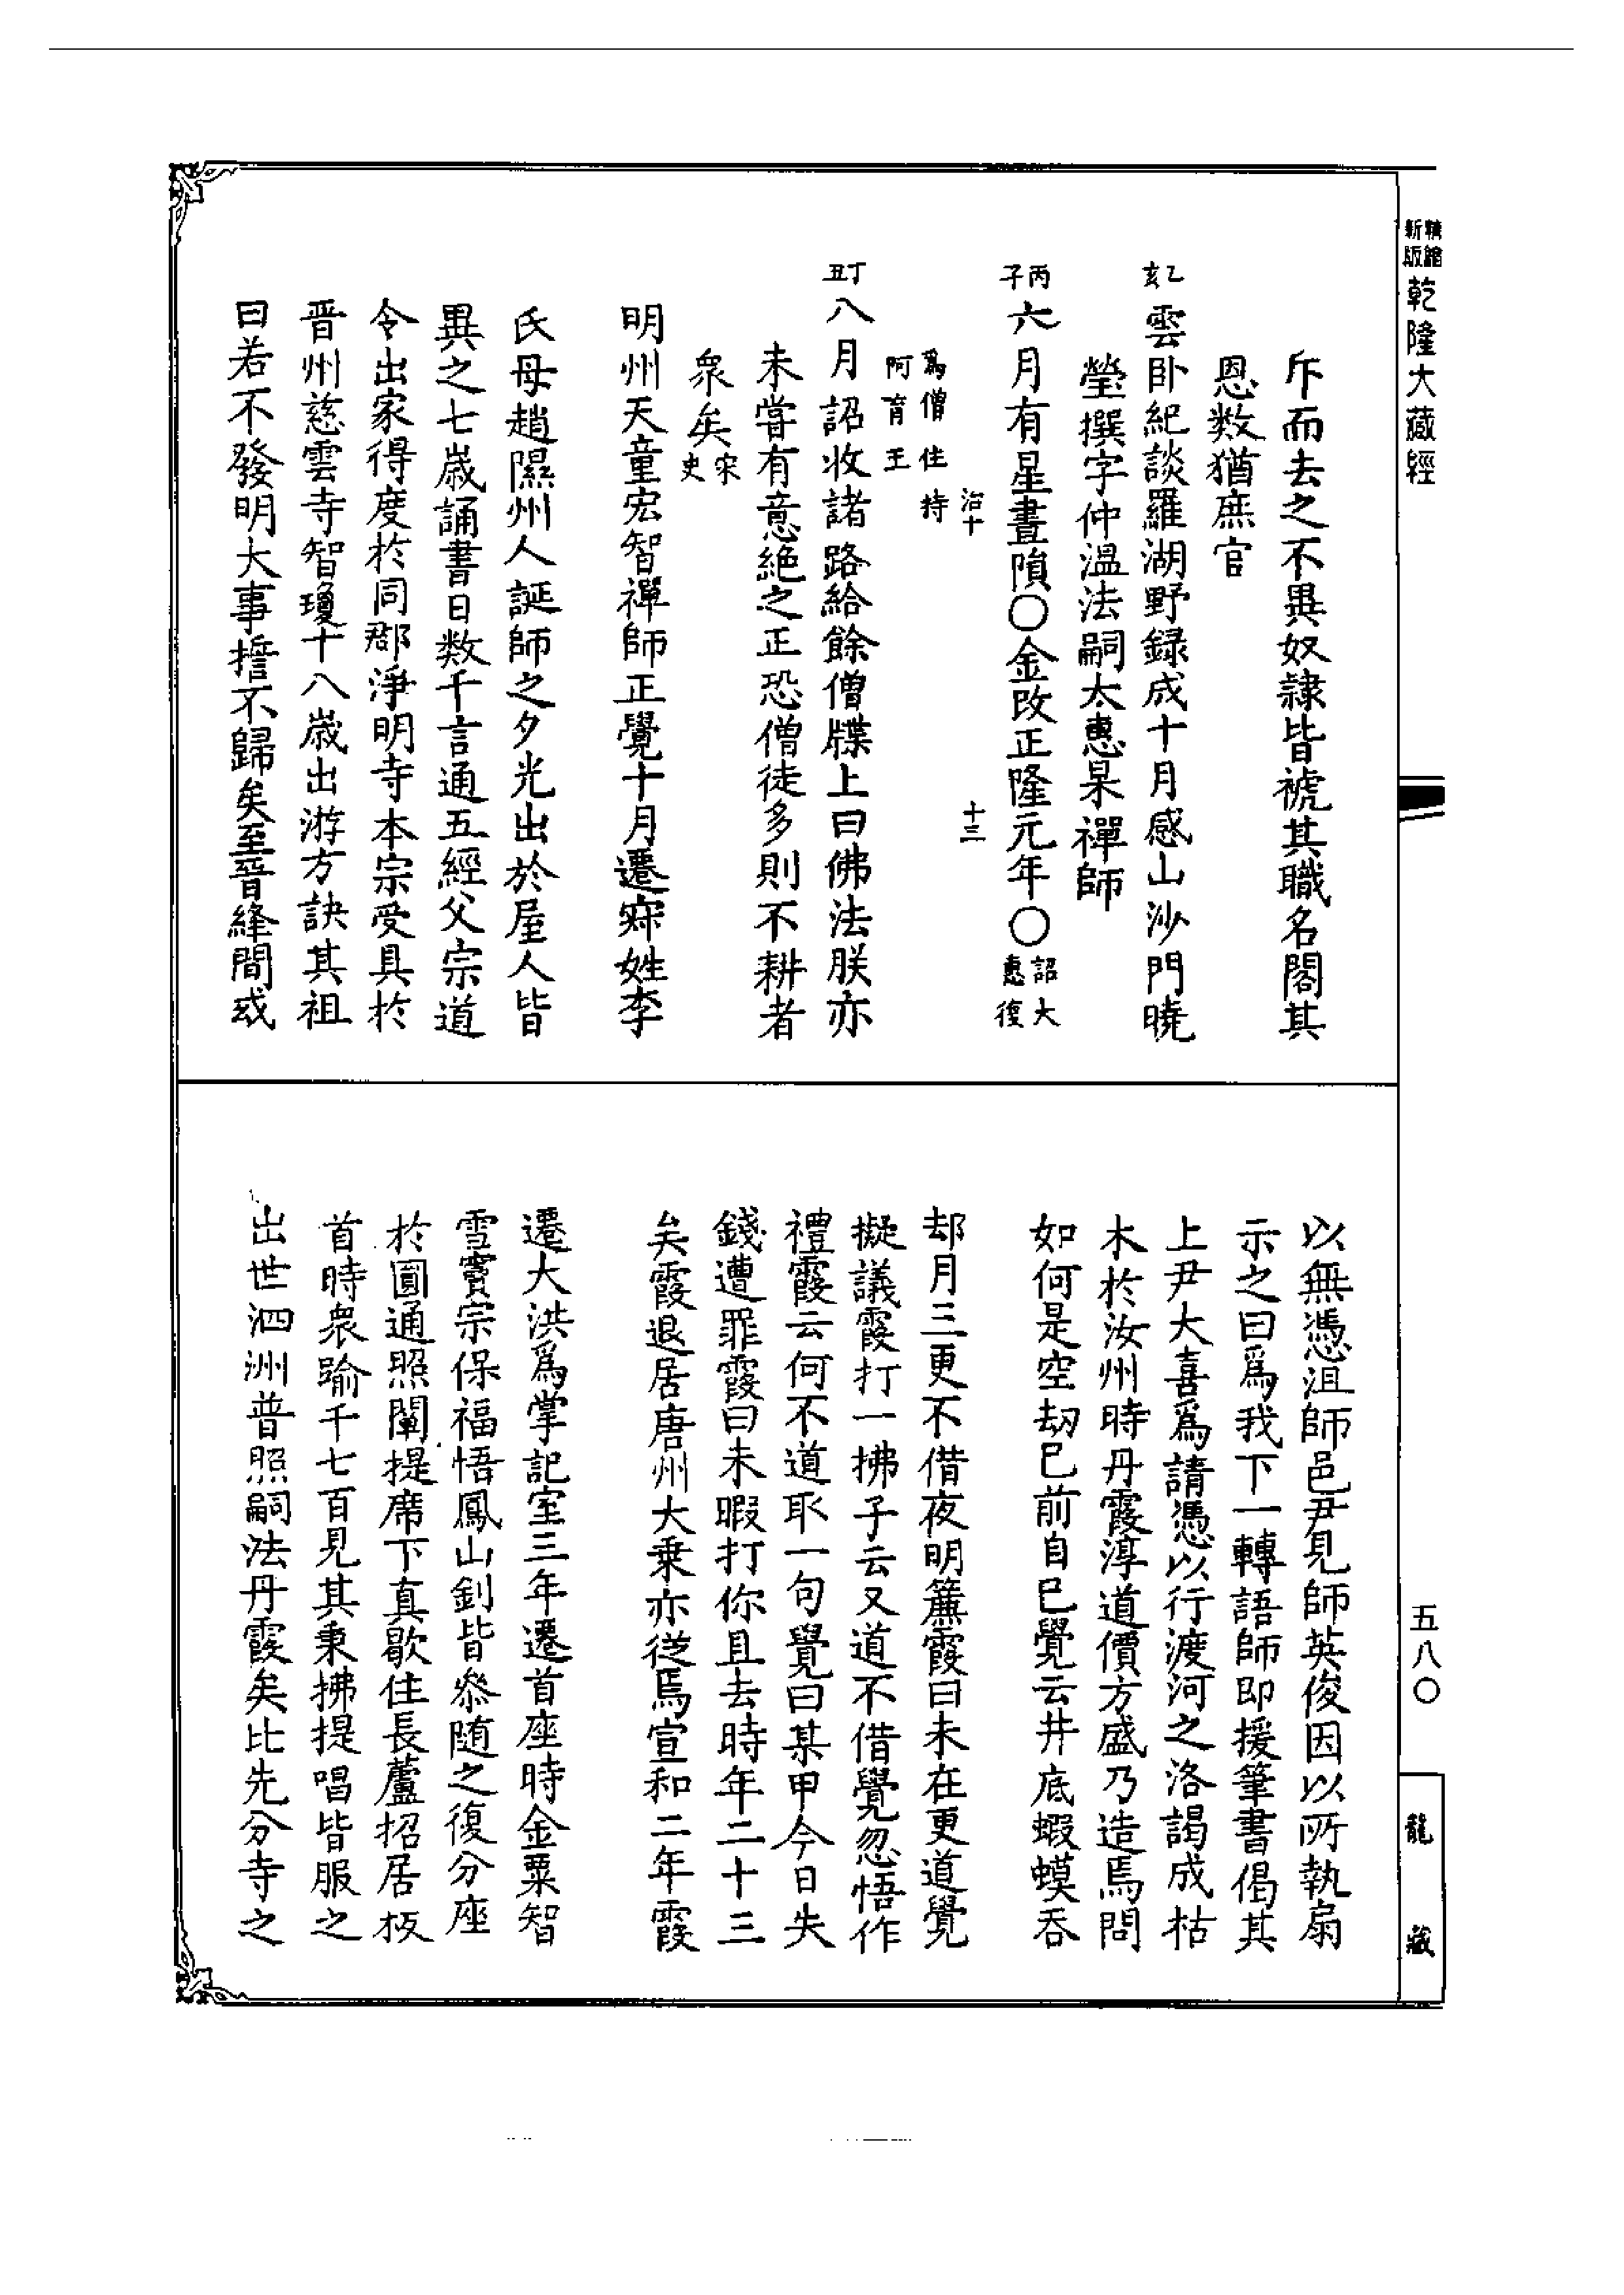 精縮新版
乾隆大藏經
斥而去之不異奴隷皆褫其職名閣其
恩数猶庶官
乙亥
雲卧紀談羅湖野録成十月感山沙門曉
瑩撰字仲温法嗣太惠杲禪師
丙子
六月有星晝隕〇金改正隆元年〇詔大惠復
治十
十三
爲僧住持阿育王
丁丑
八月詔收諸路給餘僧牒上曰佛法朕亦
未甞有意絶之正恐僧徒多則不耕者
衆矣宋史
明州天童宏智禪師正覺十月遷寂姓李
氏母趙隰州人誕師之夕光出於屋人皆
異之七歲誦書日数千言通五經父宗道
令出家得度於同郡淨明寺本宗受具於
晉州慈雲寺智瓊十八歲出游方訣其祖
曰若不發明大事擔不歸矣至晉絳間或
以無憑沮師邑尹見師英俊因以所執扇
示之曰爲我下一轉語師即援筆書偈其
上尹大喜爲請憑以行渡河之洛謁成枯
木於汝州時丹霞淳道價方盛乃造焉問
如何是空刼已前自己覺云井底蝦蟆吞
却月三更不借夜明簾霞曰未在更道覺
擬議霞打一拂子云又道不借覺忽悟作
禮霞云何不道取一句覺曰某甲今日失
錢遭罪霞曰未暇打你且去時年二十三
矣霞退居唐州大乗亦從焉宣和二年霞
遷大洪爲掌記室三年遷首座時金粟智
雪竇宗保福悟鳳山釗皆叅随之復分座
於圓通照闡提席下真歇住長蘆招居板
首時衆踰千七百見其秉拂提唱皆服之
出世泗洲普照嗣法丹霞矣比先分寺之
五八〇
龍藏